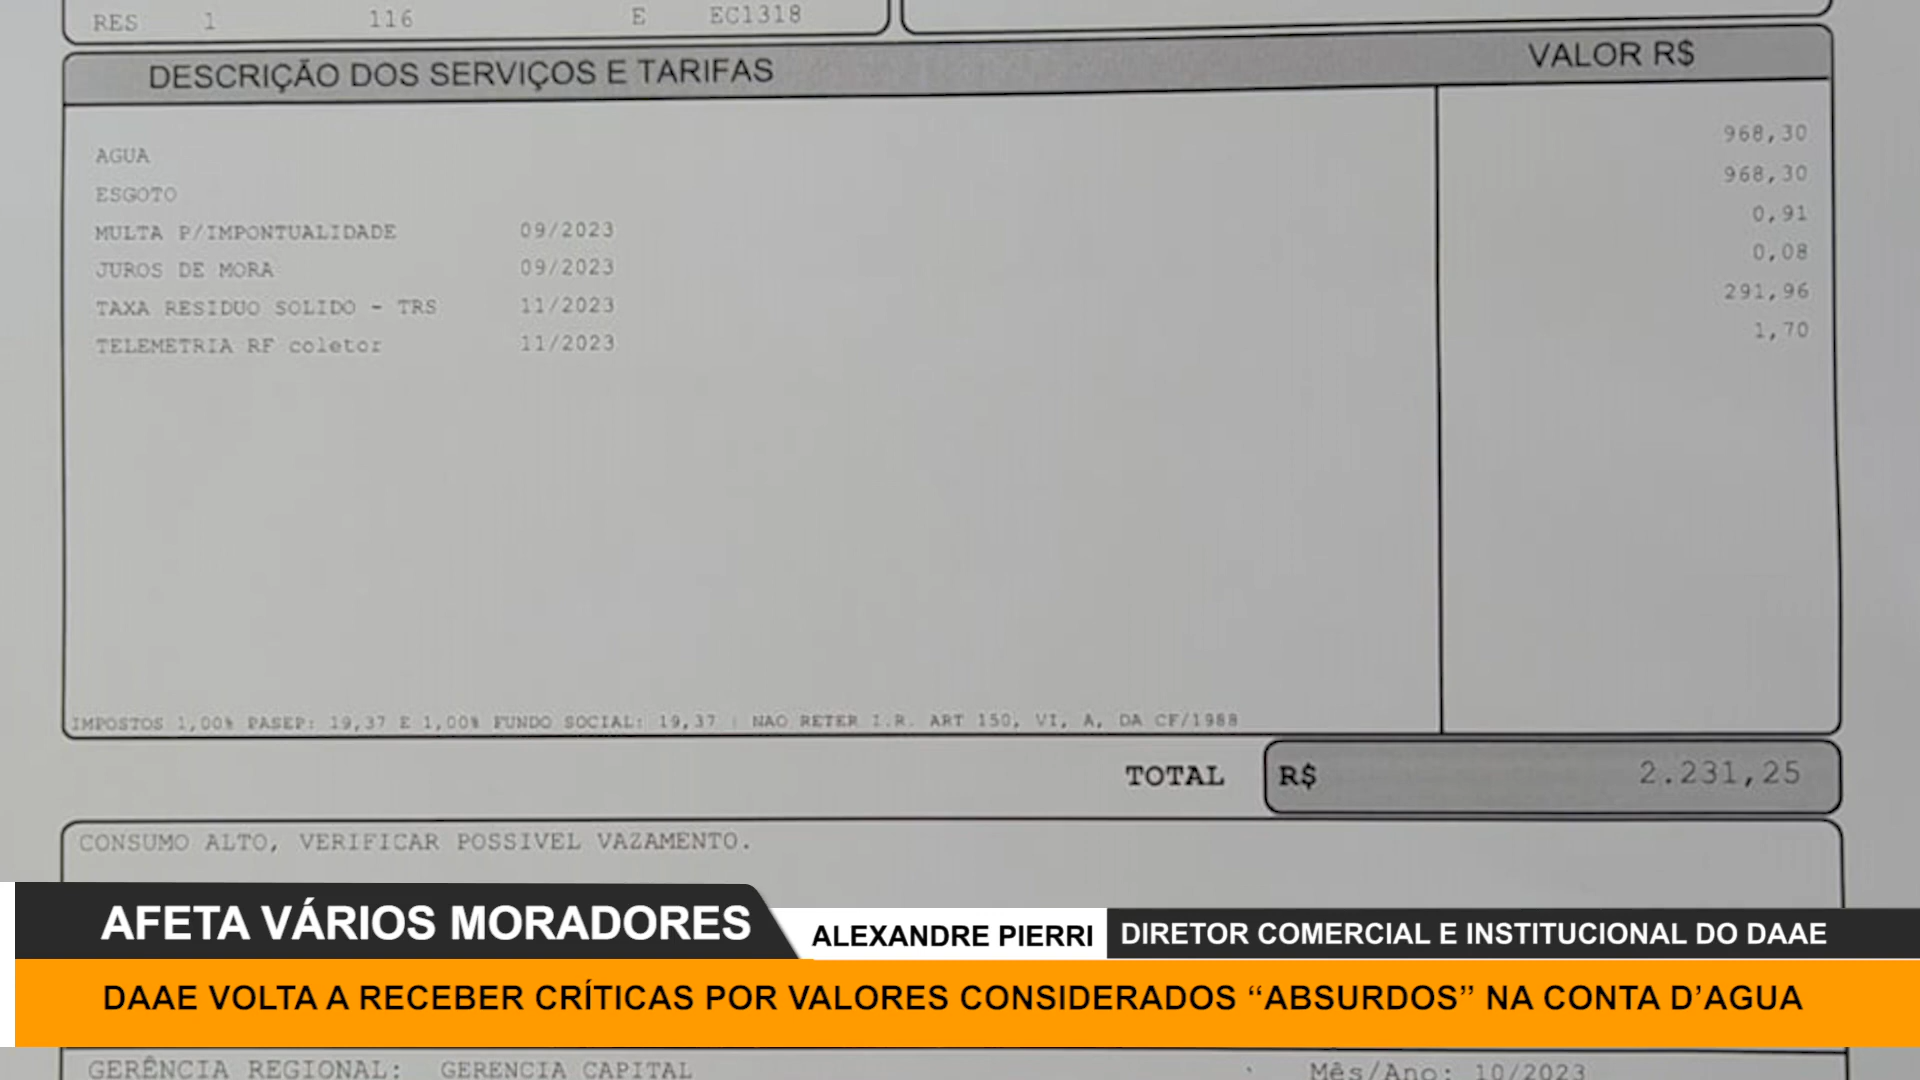 RES 1 116 E EC1318
DESCRIÇÃO DOS SERVIÇOS E TARIFAS VALOR R$
AGUA 968,30
ESGOTO 968,30
MULTA P/IMPONTUALIDADE 09/2023 0,91
JUROS DE MORA 09/2023 0,08
TAXA RESIDUO SOLIDO - TRS 11/2023 291,96
TELEMETRIA RF coletor 11/2023 1,70
IMPOSTOS 1,00% PASEP: 19,37 E 1,00% FUNDO SOCIAL: 19,37 | NAO RETER I.R. ART 150, VI, A, DA CF/1988
TOTAL R$ 2.231,25
CONSUMO ALTO, VERIFICAR POSSIVEL VAZAMENTO.
AFETA VÁRIOS MORADORES
ALEXANDRE PIERRI DIRETOR COMERCIAL E INSTITUCIONAL DO DAAE
DAAE VOLTA A RECEBER CRÍTICAS POR VALORES CONSIDERADOS “ABSURDOS” NA CONTA D’AGUA
GERÊNCIA REGIONAL: GERENCIA CAPITAL Mês/Ano: 10/2023